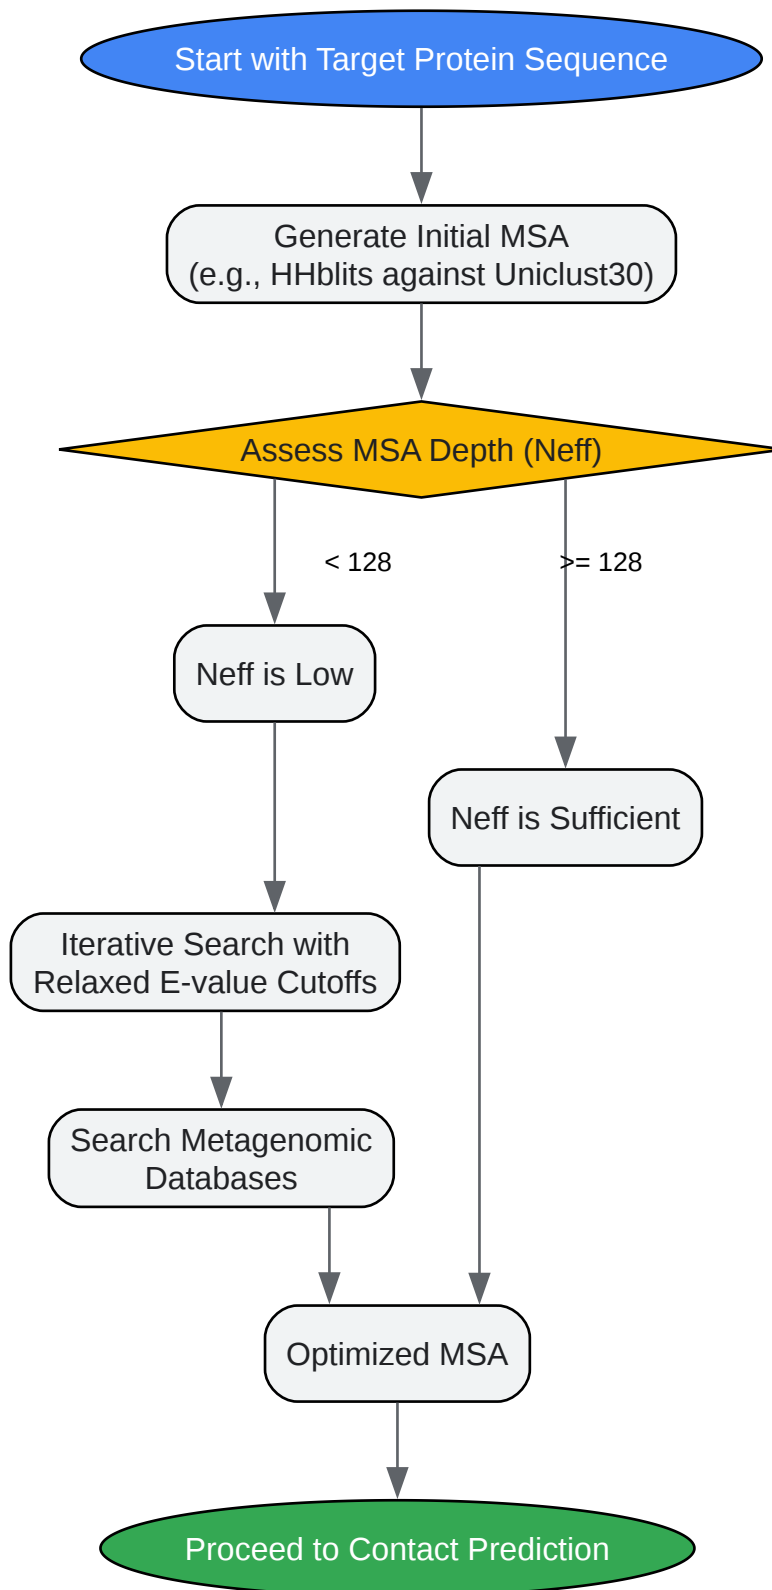 Start with Target Protein Sequence
Generate Initial MSA
(e.g., HHblits against Uniclust30)
Assess MSA Depth (Neff)
< 128
>= 128
Neff is Low
Neff is Sufficient
Iterative Search with
Relaxed E-value Cutoffs
Search Metagenomic
Databases
Optimized MSA
Proceed to Contact Prediction